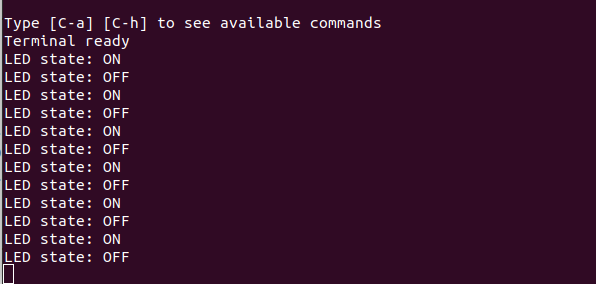 Type [C-a] [C-h] to see available commands
Terminal ready
LED state: ON
LED state: OFF
LED state: ON
LED state: OFF
LED state: ON
LED state: OFF
LED state: ON
LED state: OFF
LED state: ON
LED state: OFF
LED state: ON
LED state: OFF